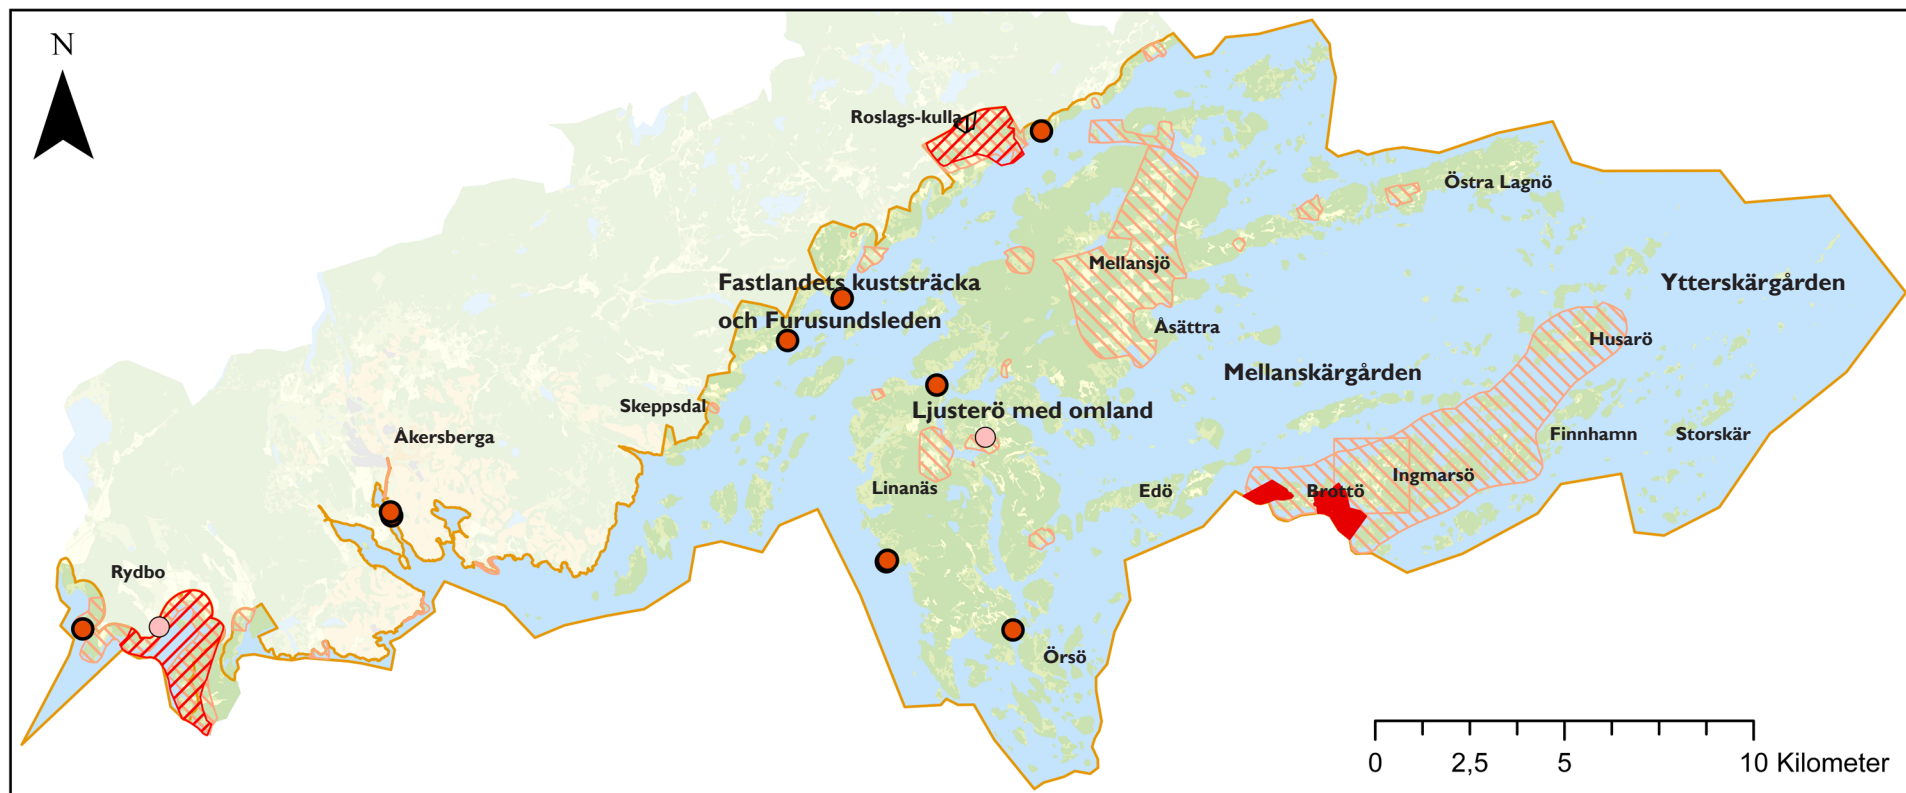 N
Roslags-kulla
Östra Lagnö
Mellansjö
Fastlandets kuststräcka
och Furusundsleden
Ytterskärgården
Åsättra
Husarö
Mellanskärgården
Skeppsdal
Ljusterö med omland
Åkersberga
Finnhamn
Storskär
Linanäs
Edö
Brottö
Ingmarsö
Rydbo
Örsö
0 2,5 5 10 Kilometer